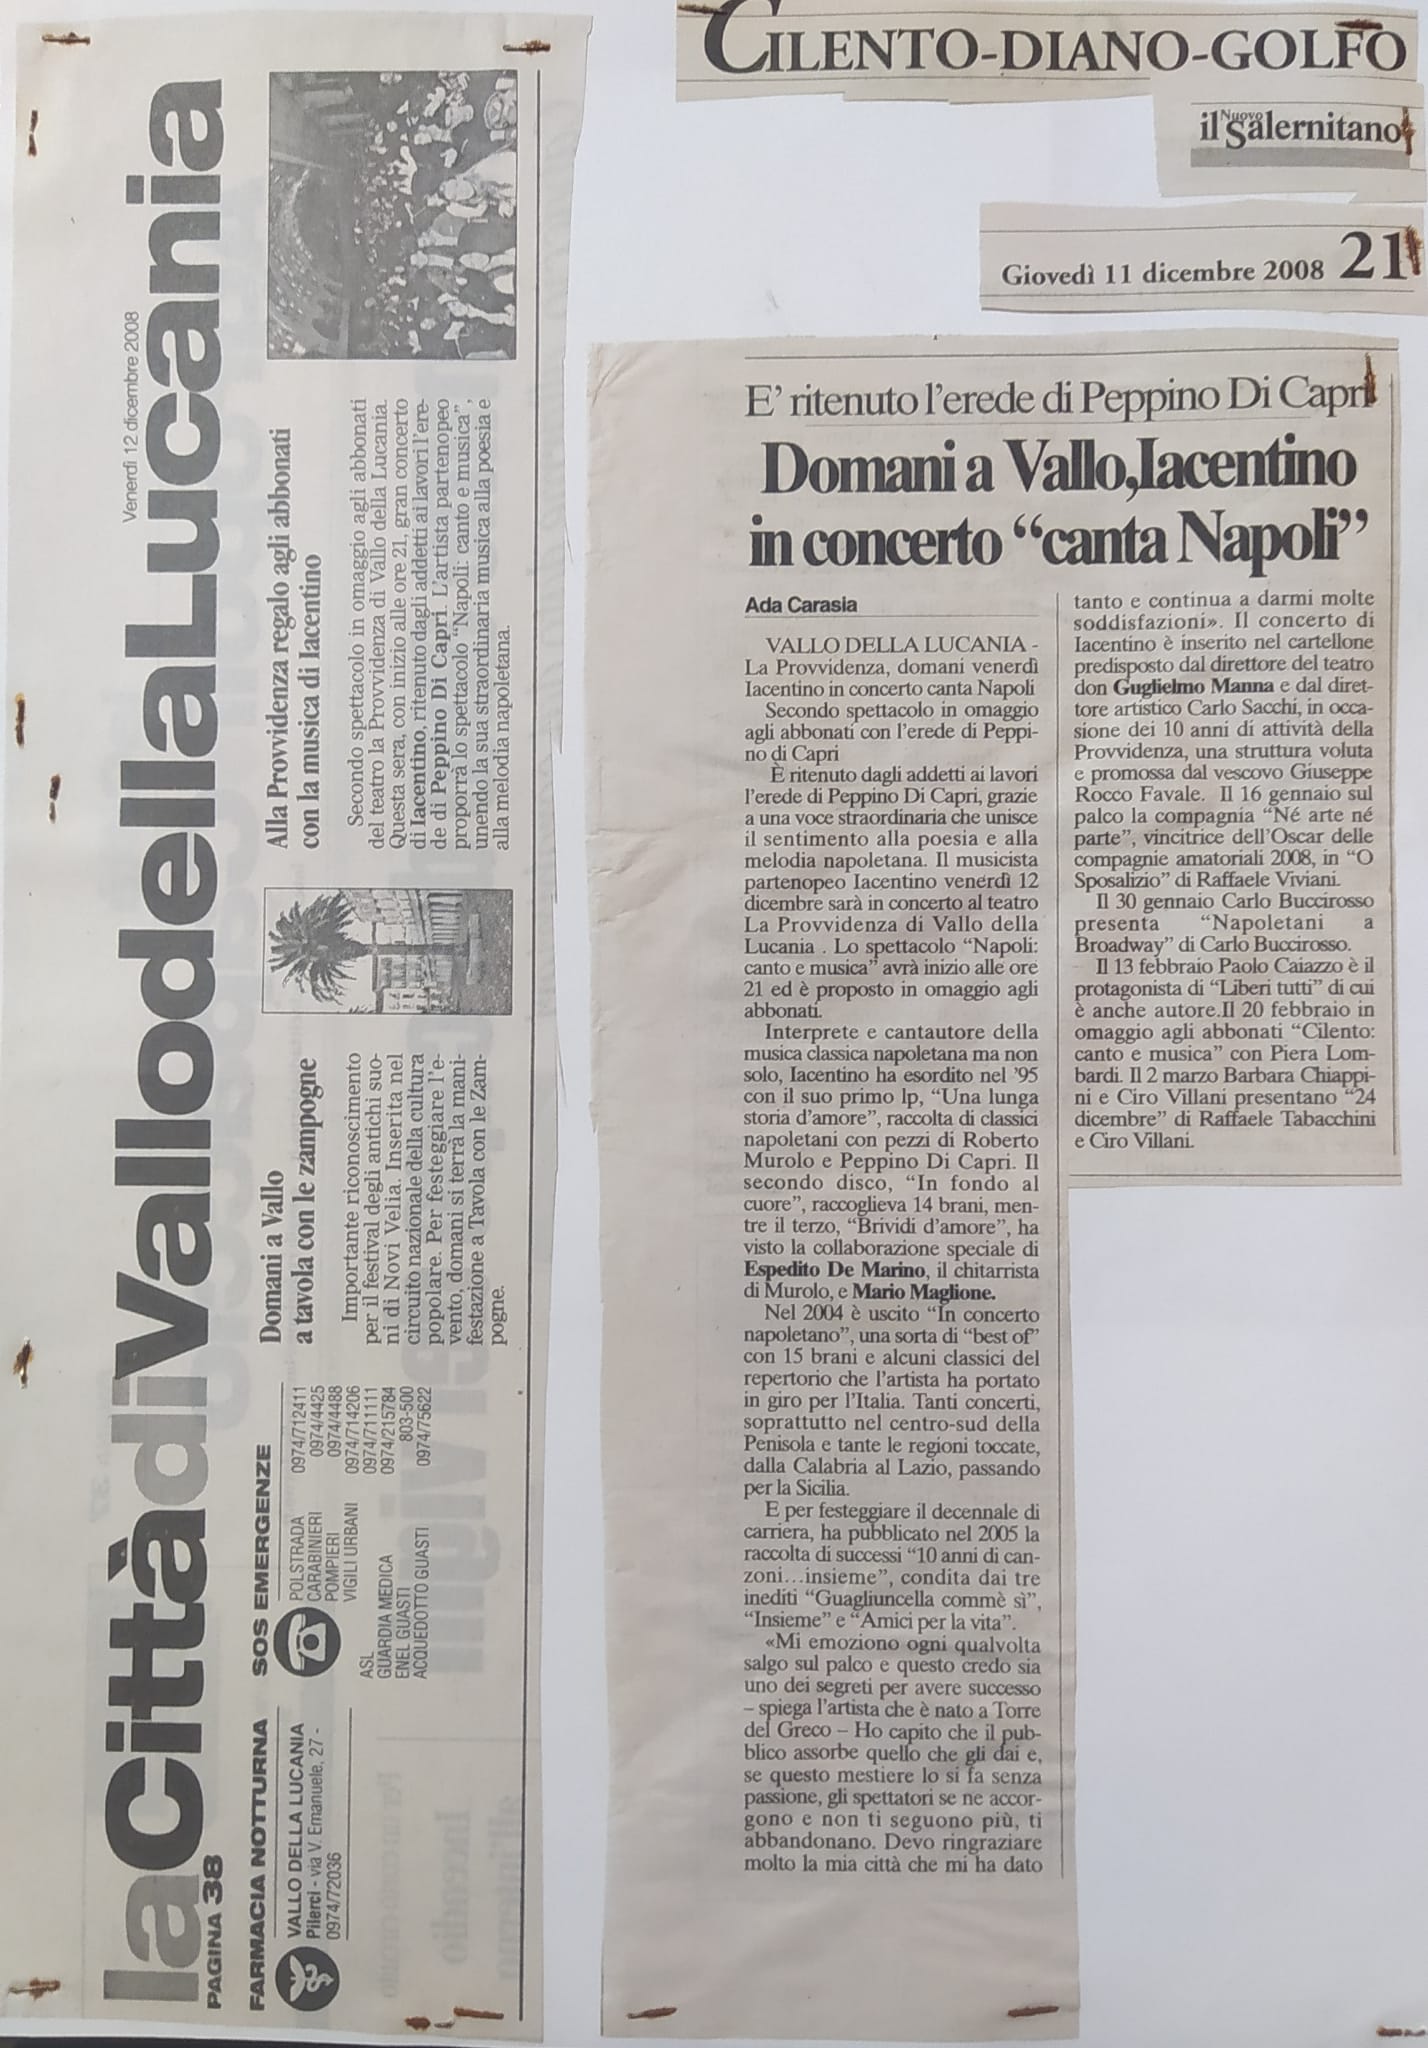 la Città di Vallo della Lucania
PAGINA 38
Venerdì 12 dicembre 2008
FARMACIA NOTTURNA
VALLO DELLA LUCANIA
Pilerci - via V. Emanuele, 27 -
0974/72036
SOS EMERGENZE
POLSTRADA 0974/712411
CARABINIERI 0974/4425
POMPIERI 0974/4488
VIGILI URBANI 0974/714206
ASL 0974/711111
GUARDIA MEDICA 0974/215784
ENEL GUASTI 803-500
ACQUEDOTTO GUASTI 0974/75622
Domani a Vallo
a tavola con le zampogne
Importante riconoscimento
per il festival degli antichi suo-
ni di Novi Velia. Inserita nel
circuito nazionale della cultura
popolare. Per festeggiare l'e-
vento, domani si terrà la mani-
festazione a Tavola con le Zam-
pogne.
Alla Provvidenza regalo agli abbonati
con la musica di Iacentino
Secondo spettacolo in omaggio agli abbonati
del teatro la Provvidenza di Vallo della Lucania.
Questa sera, con inizio alle ore 21, gran concerto
di Iacentino, ritenuto dagli addetti ai lavori l'ere-
de di Peppino Di Capri. L'artista partenopeo
proporrà lo spettacolo "Napoli: canto e musica",
unendo la sua straordinaria musica alla poesia e
alla melodia napoletana.
CILENTO-DIANO-GOLFO
il Nuovo Salernitano
Giovedì 11 dicembre 2008 21
E' ritenuto l'erede di Peppino Di Capri
Domani a Vallo,Iacentino
in concerto “canta Napoli”
Ada Carasia
VALLO DELLA LUCANIA -
La Provvidenza, domani venerdì
Iacentino in concerto canta Napoli
Secondo spettacolo in omaggio
agli abbonati con l'erede di Peppi-
no di Capri
È ritenuto dagli addetti ai lavori
l'erede di Peppino Di Capri, grazie
a una voce straordinaria che unisce
il sentimento alla poesia e alla
melodia napoletana. Il musicista
partenopeo Iacentino venerdì 12
dicembre sarà in concerto al teatro
La Provvidenza di Vallo della
Lucania . Lo spettacolo “Napoli:
canto e musica” avrà inizio alle ore
21 ed è proposto in omaggio agli
abbonati.
Interprete e cantautore della
musica classica napoletana ma non
solo, Iacentino ha esordito nel '95
con il suo primo lp, “Una lunga
storia d'amore”, raccolta di classici
napoletani con pezzi di Roberto
Murolo e Peppino Di Capri. Il
secondo disco, “In fondo al
cuore”, raccoglieva 14 brani, men-
tre il terzo, “Brividi d'amore”, ha
visto la collaborazione speciale di
Espedito De Marino, il chitarrista
di Murolo, e Mario Maglione.
Nel 2004 è uscito “In concerto
napoletano”, una sorta di “best of”
con 15 brani e alcuni classici del
repertorio che l'artista ha portato
in giro per l'Italia. Tanti concerti,
soprattutto nel centro-sud della
Penisola e tante le regioni toccate,
dalla Calabria al Lazio, passando
per la Sicilia.
E per festeggiare il decennale di
carriera, ha pubblicato nel 2005 la
raccolta di successi “10 anni di can-
zoni…insieme”, condita dai tre
inediti “Guagliuncella commè sì”,
“Insieme” e “Amici per la vita”.
«Mi emoziono ogni qualvolta
salgo sul palco e questo credo sia
uno dei segreti per avere successo
– spiega l'artista che è nato a Torre
del Greco – Ho capito che il pub-
blico assorbe quello che gli dai e,
se questo mestiere lo si fa senza
passione, gli spettatori se ne accor-
gono e non ti seguono più, ti
abbandonano. Devo ringraziare
molto la mia città che mi ha dato
tanto e continua a darmi molte
soddisfazioni». Il concerto di
Iacentino è inserito nel cartellone
predisposto dal direttore del teatro
don Guglielmo Manna e dal diret-
tore artistico Carlo Sacchi, in occa-
sione dei 10 anni di attività della
Provvidenza, una struttura voluta
e promossa dal vescovo Giuseppe
Rocco Favale. Il 16 gennaio sul
palco la compagnia “Né arte né
parte”, vincitrice dell'Oscar delle
compagnie amatoriali 2008, in “O
Sposalizio” di Raffaele Viviani.
Il 30 gennaio Carlo Buccirosso
presenta “Napoletani a
Broadway” di Carlo Buccirosso.
Il 13 febbraio Paolo Caiazzo è il
protagonista di “Liberi tutti” di cui
è anche autore.Il 20 febbraio in
omaggio agli abbonati “Cilento:
canto e musica” con Piera Lom-
bardi. Il 2 marzo Barbara Chiappi-
ni e Ciro Villani presentano “24
dicembre” di Raffaele Tabacchini
e Ciro Villani.